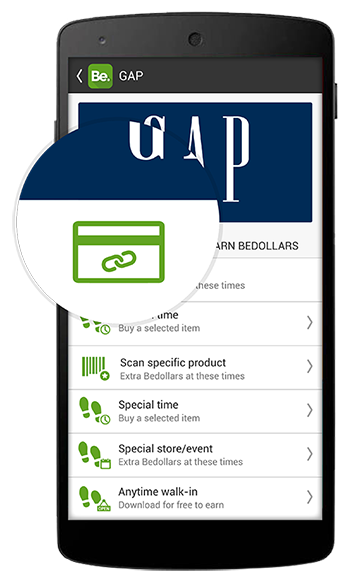 Be. GAP
GAP
ARN BEDOLLARS
hese times
ime
Buy a selected item
Scan specific product
Extra Bedollars at these times
Special time
Buy a selected item
Special store/event
Extra Bedollars at these times
Anytime walk-in
OPEN
Download for free to earn